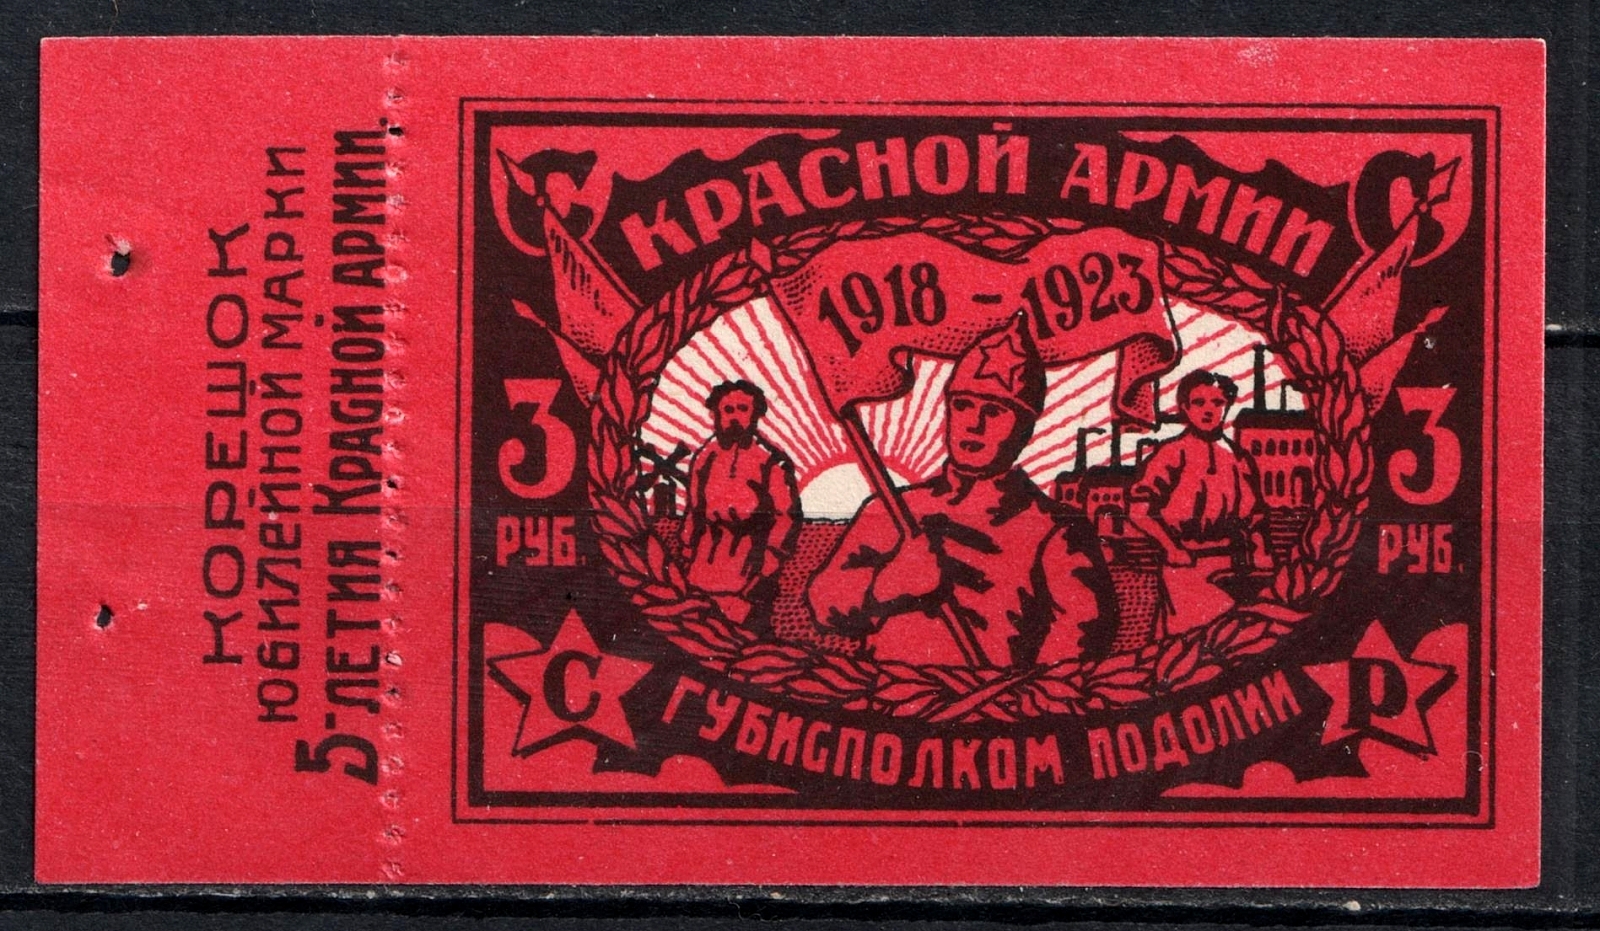 КОРЕШОК
ЮБИЛЕЙНОЙ МАРКИ
5-ЛЕТИЯ КРАСНОЙ АРМИИ.
С КРАСНОЙ АРМИИ С
1918 - 1923
3 3
РУБ. РУБ.
С Р
ГУБИСПОЛКОМ ПОДОЛИИ